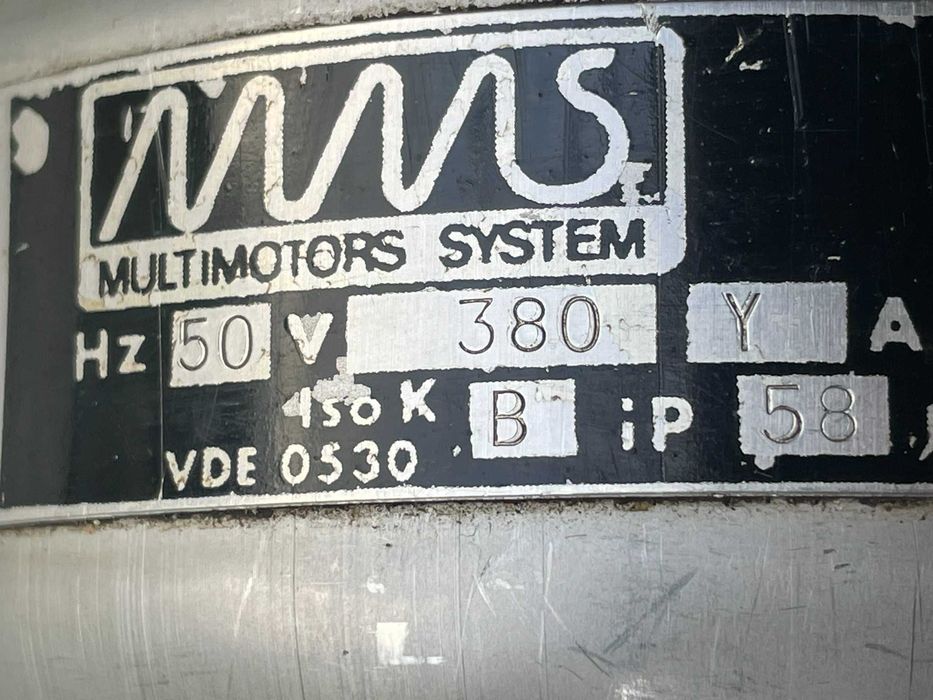 MMS
MULTIMOTORS SYSTEM
Hz 50 V 380 Y A
ISO K B iP 58
VDE 0530